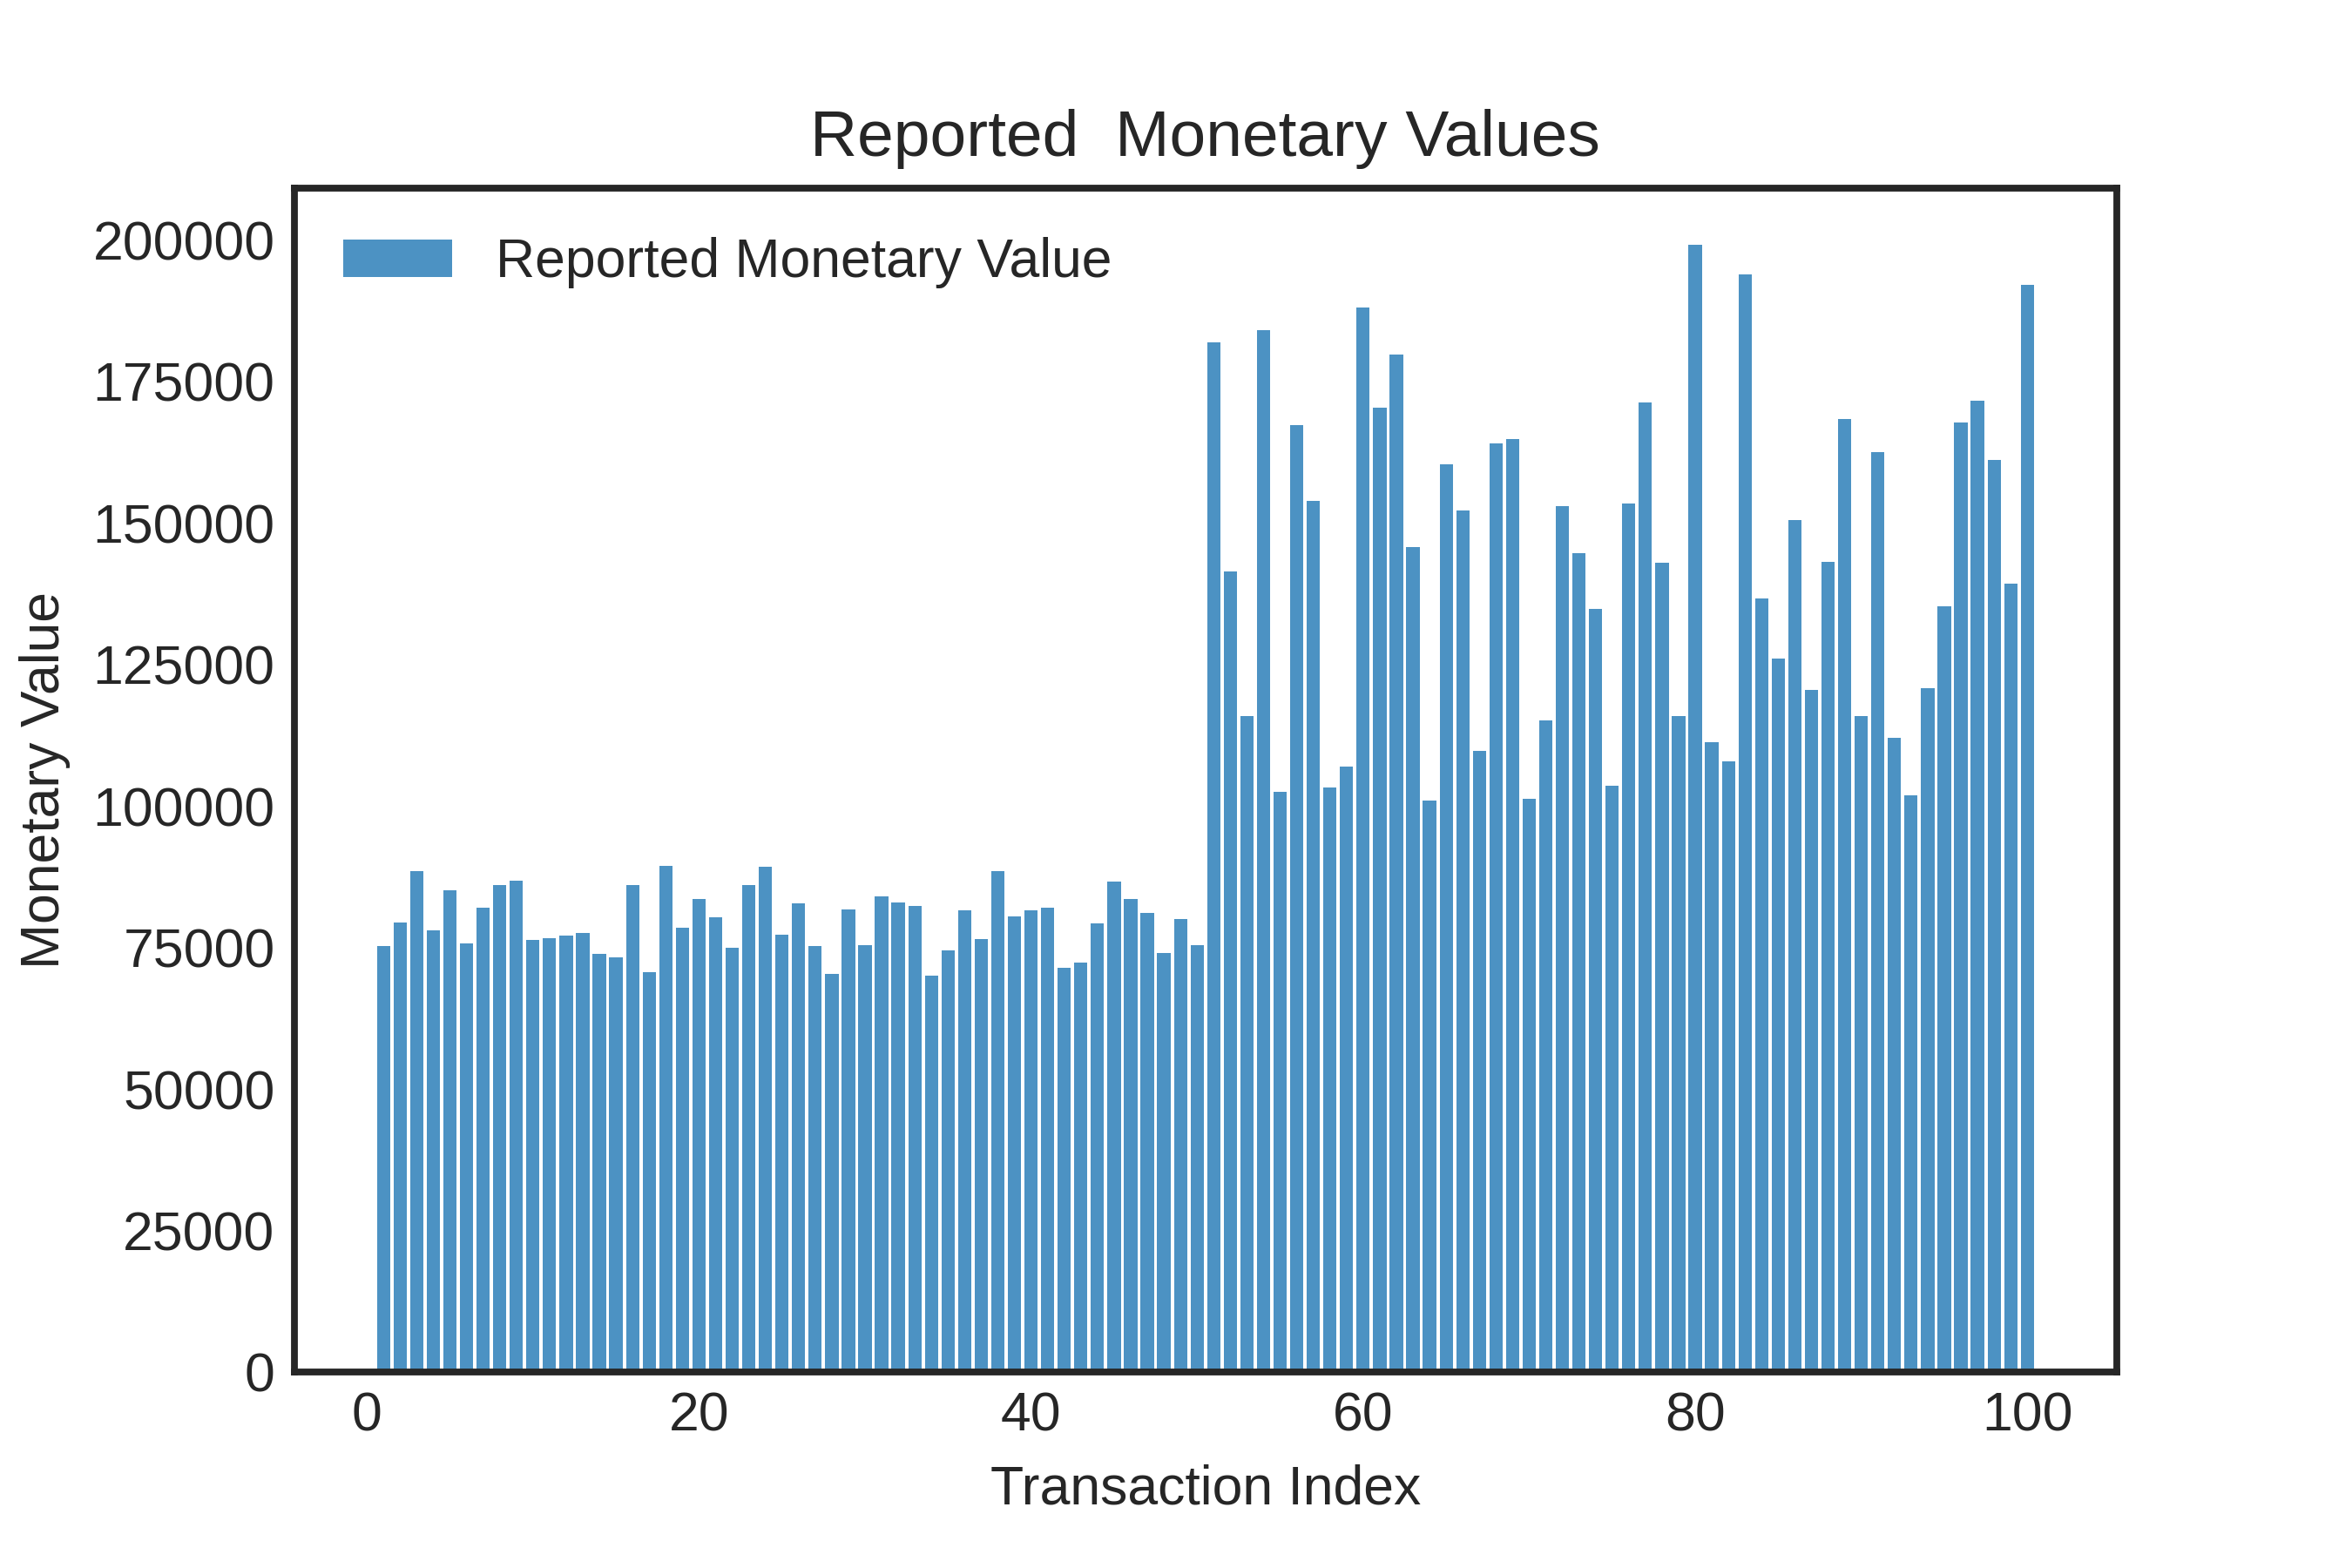 Reported  Monetary Values
Reported Monetary Value
200000
175000
150000
125000
100000
75000
50000
25000
0
Monetary Value
0 20 40 60 80 100
Transaction Index